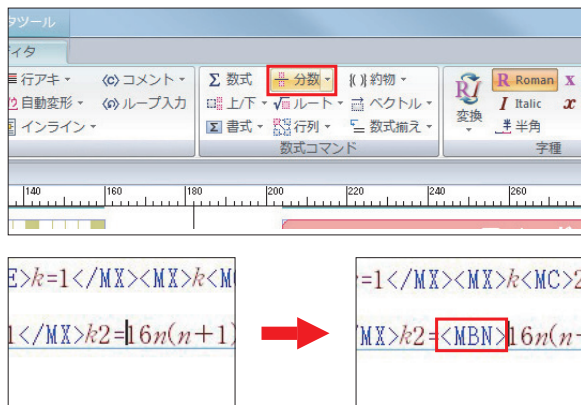 タツール
イタ
行アキ コメント Σ 数式 分数 約物 R Roman x
自動変形 ループ入力 上/下 ルート ベクトル 変換 I Italic x
インライン Σ 書式 行列 数式揃え 半角
数式コマンド 字種
140 160 180 200 220 240 260
E>k=1</MX><MX>k<M
=1</MX><MX>k<MC>2
1</MX>k2=16n(n+1)
/MX>k2=<MBN>16n(n+